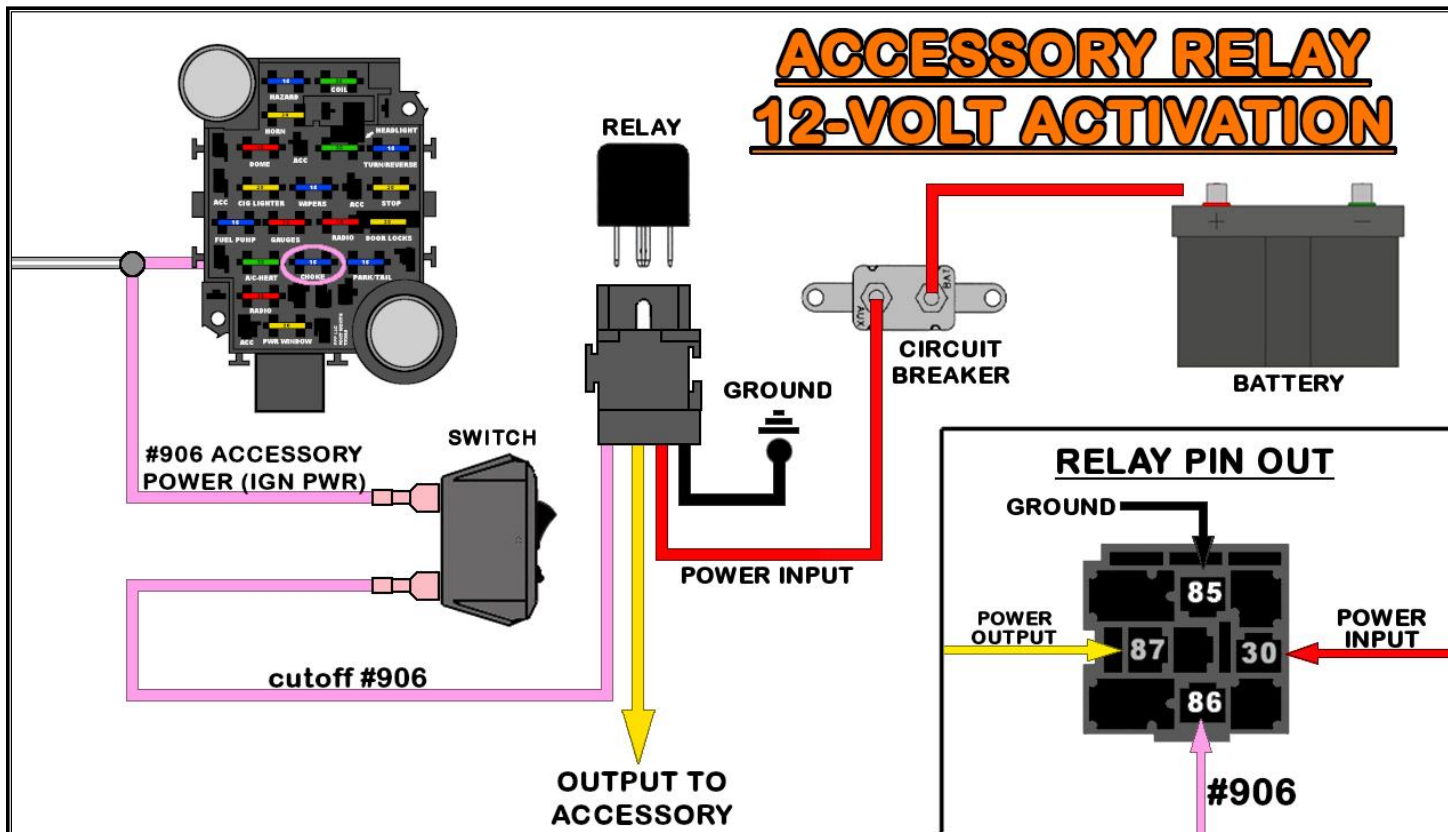 ACCESSORY RELAY
12-VOLT ACTIVATION
HAZARD
COIL
HORN
HEADLIGHT
DOME
ACC
TURN/REVERSE
ACC
CIG LIGHTER
WIPERS
ACC
STOP
FUEL PUMP
GAUGES
RADIO
DOOR LOCKS
A/C-HEAT
CHOKE
PARK/TAIL
RADIO
ACC
PWR WINDOW
RELAY
+
−
BAT
AUX
CIRCUIT
BREAKER
BATTERY
GROUND
#906 ACCESSORY
POWER (IGN PWR)
SWITCH
POWER INPUT
cutoff #906
OUTPUT TO
ACCESSORY
RELAY PIN OUT
GROUND
85
POWER
OUTPUT
87
30
POWER
INPUT
86
#906